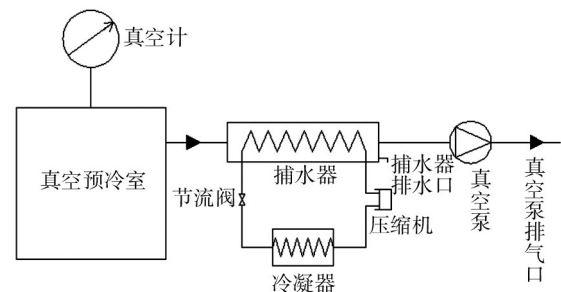 真空计
真空预冷室
捕水器
捕水器
排水口
节流阀
压缩机
冷凝器
真空泵
真空泵排气口